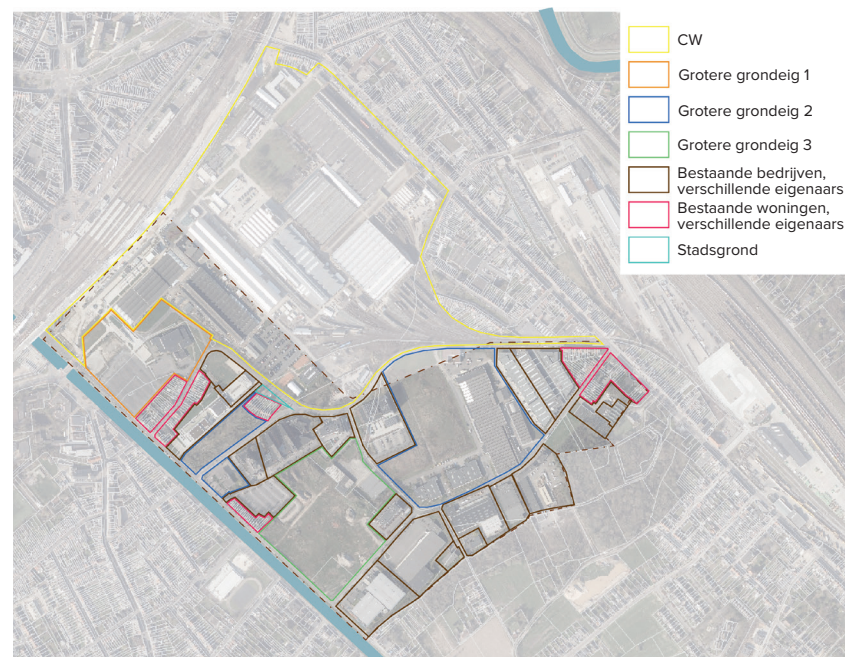 CW
Grotere grondeig 1
Grotere grondeig 2
Grotere grondeig 3
Bestaande bedrijven,
verschillende eigenaars
Bestaande woningen,
verschillende eigenaars
Stadsgrond